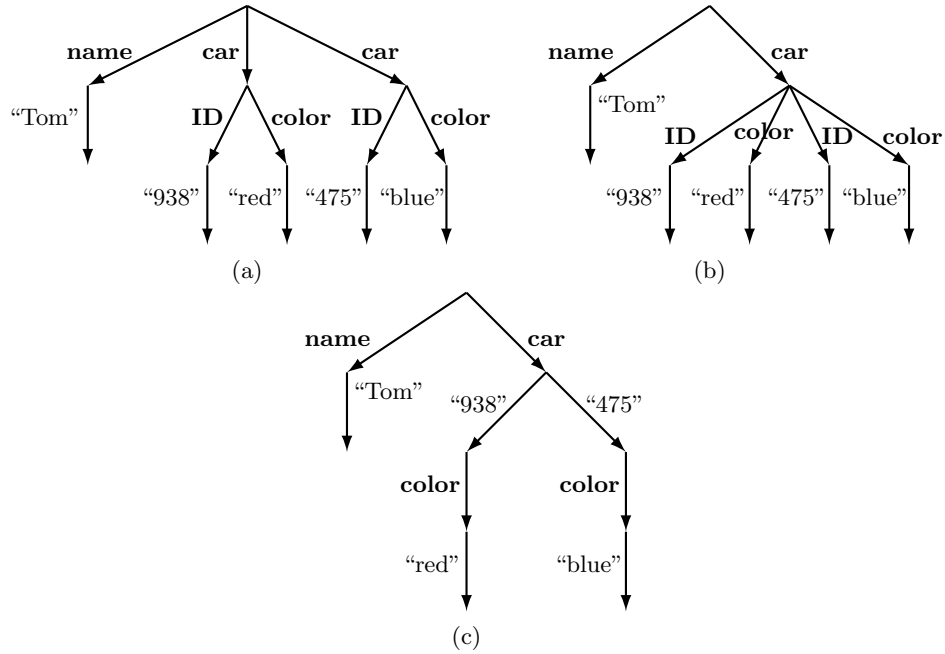 name car car
“Tom” ID color ID color
“938” “red” “475” “blue”
(a)
name car
“Tom” ID color ID color
“938” “red” “475” “blue”
(b)
name car
“Tom” “938” “475”
color color
“red” “blue”
(c)